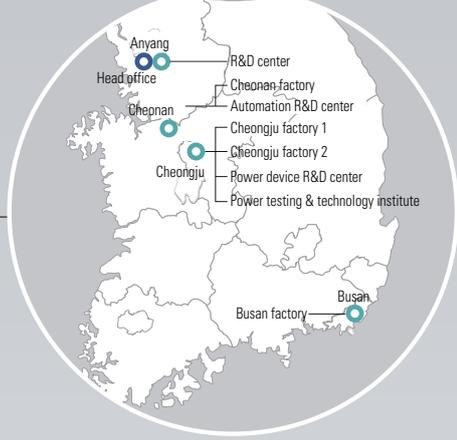 Anyang
R&D center
Head office
Cheonan factory
Cheonan
Automation R&D center
Cheongju factory 1
Cheongju factory 2
Cheongju
Power device R&D center
Power testing & technology institute
Busan
Busan factory